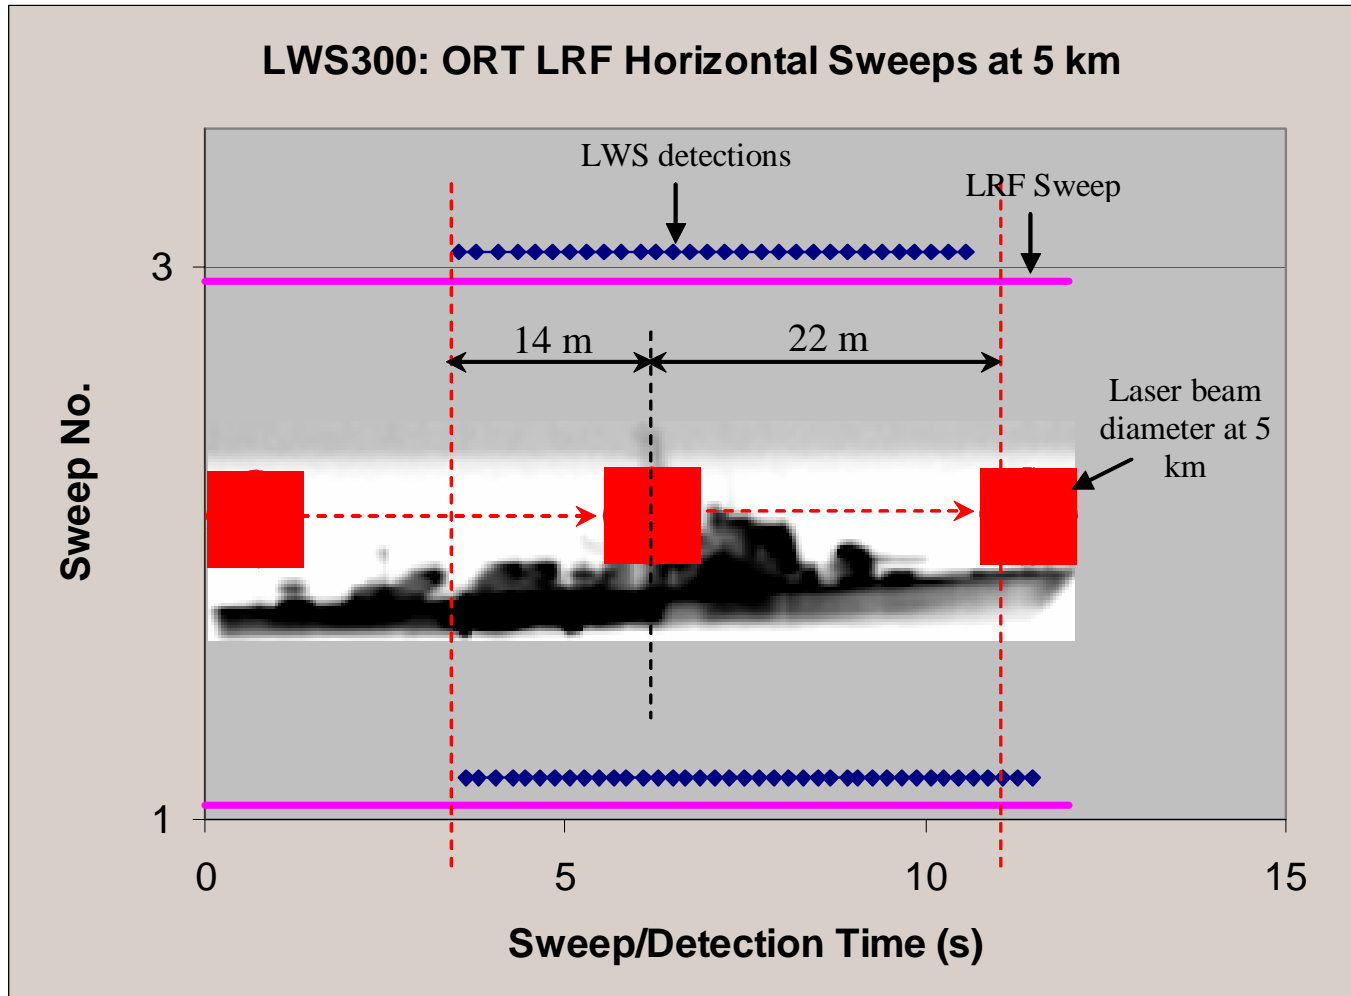 LWS300: ORT LRF Horizontal Sweeps at 5 km
LWS detections
LRF Sweep
3
14 m
22 m
Laser beam
diameter at 5
km
Sweep No.
1
0
5
10
15
Sweep/Detection Time (s)